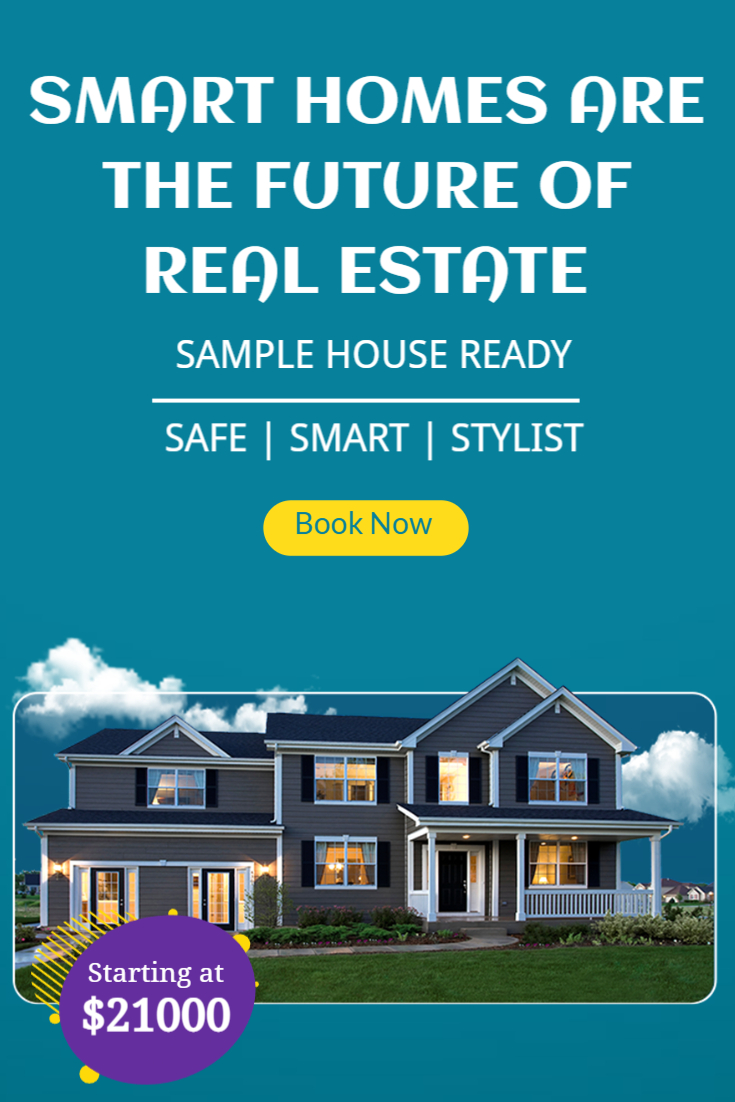 SMART HOMES ARE
THE FUTURE OF
REAL ESTATE
SAMPLE HOUSE READY
SAFE | SMART | STYLIST
Book Now
Starting at
$21000